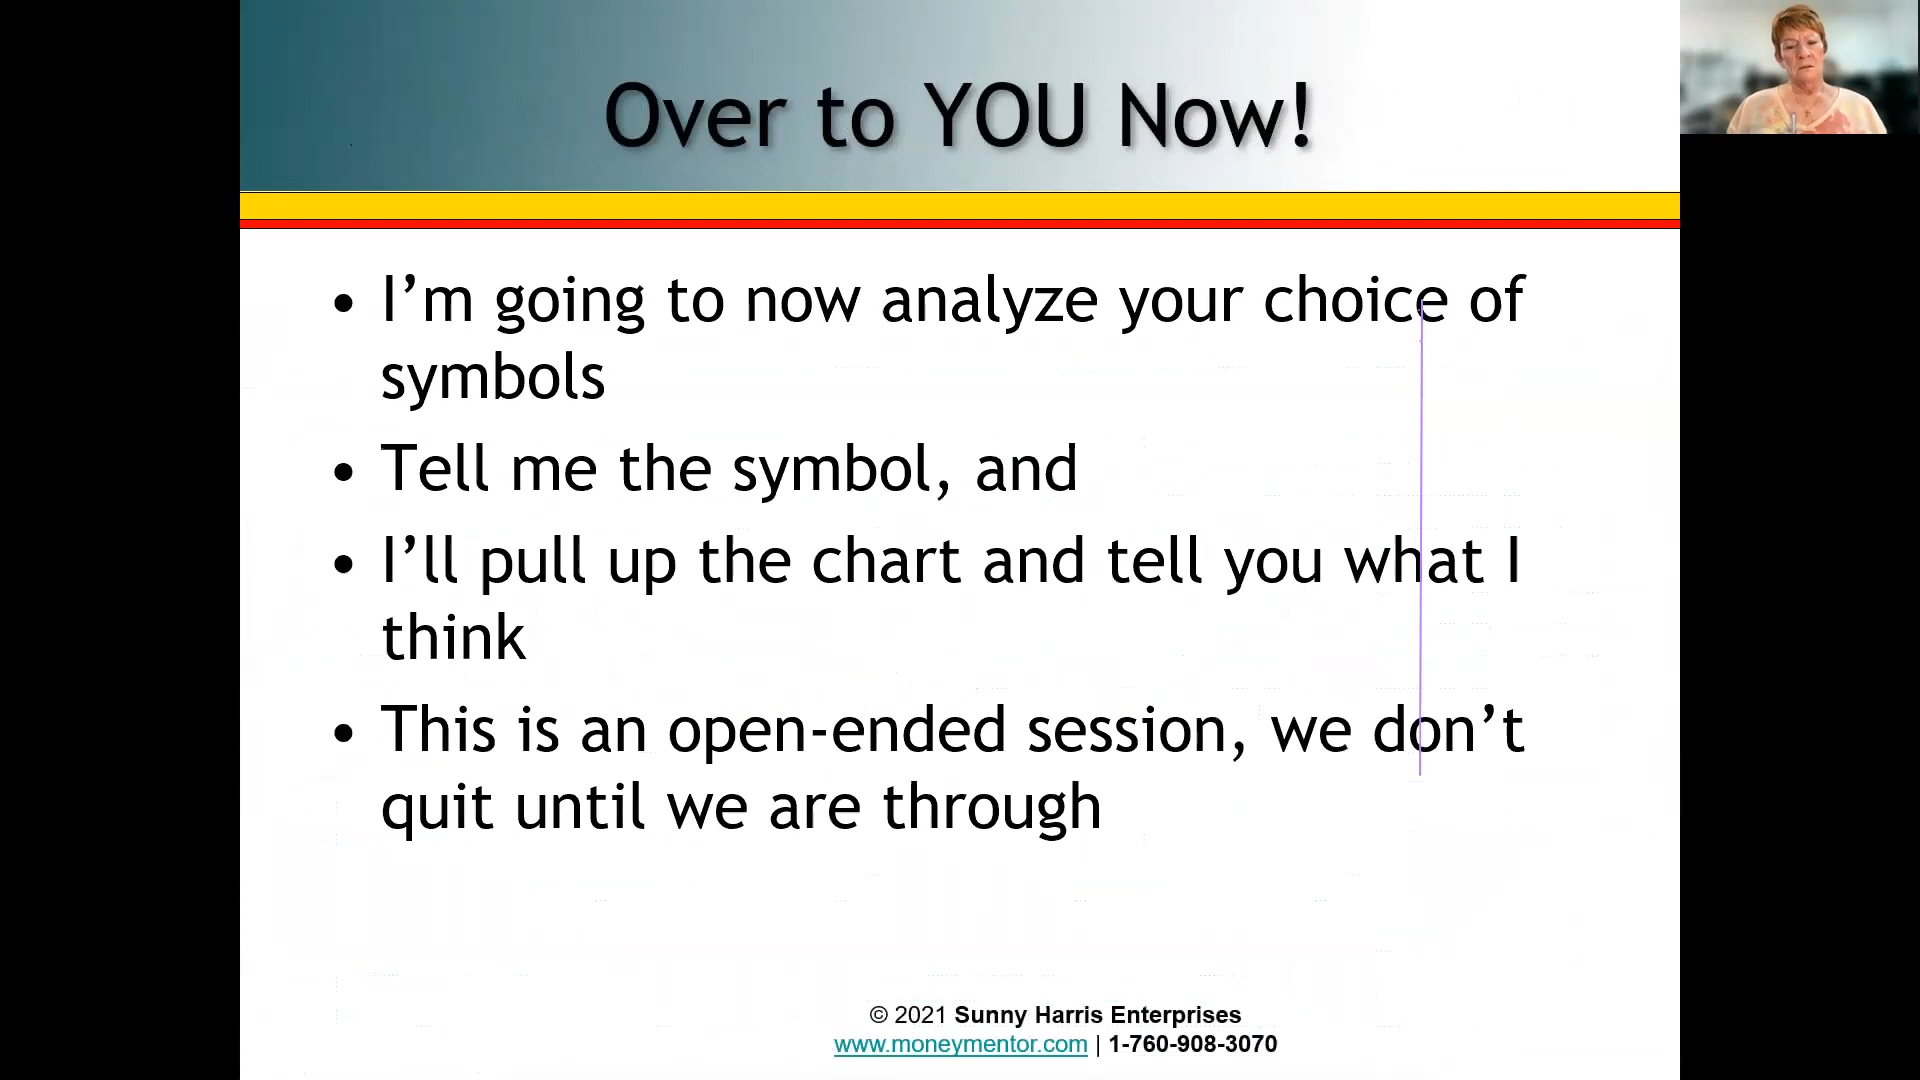 Over to YOU Now!
• I’m going to now analyze your choice of
symbols
• Tell me the symbol, and
• I’ll pull up the chart and tell you what I
think
• This is an open-ended session, we don’t
quit until we are through
© 2021 Sunny Harris Enterprises
www.moneymentor.com | 1-760-908-3070